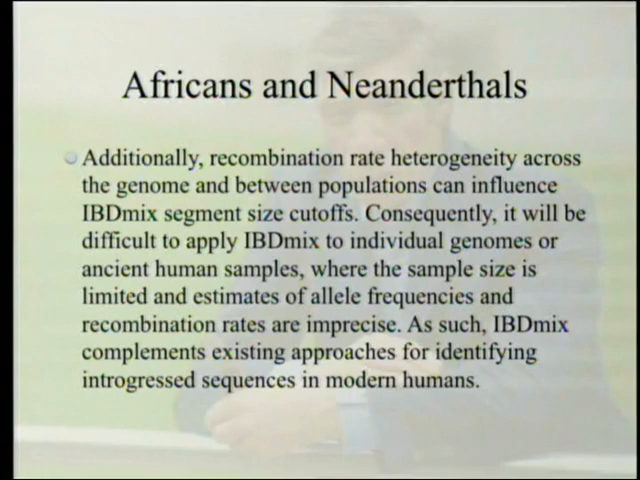 Africans and Neanderthals
Additionally, recombination rate heterogeneity across
the genome and between populations can influence
IBDmix segment size cutoffs. Consequently, it will be
difficult to apply IBDmix to individual genomes or
ancient human samples, where the sample size is
limited and estimates of allele frequencies and
recombination rates are imprecise. As such, IBDmix
complements existing approaches for identifying
introgressed sequences in modern humans.